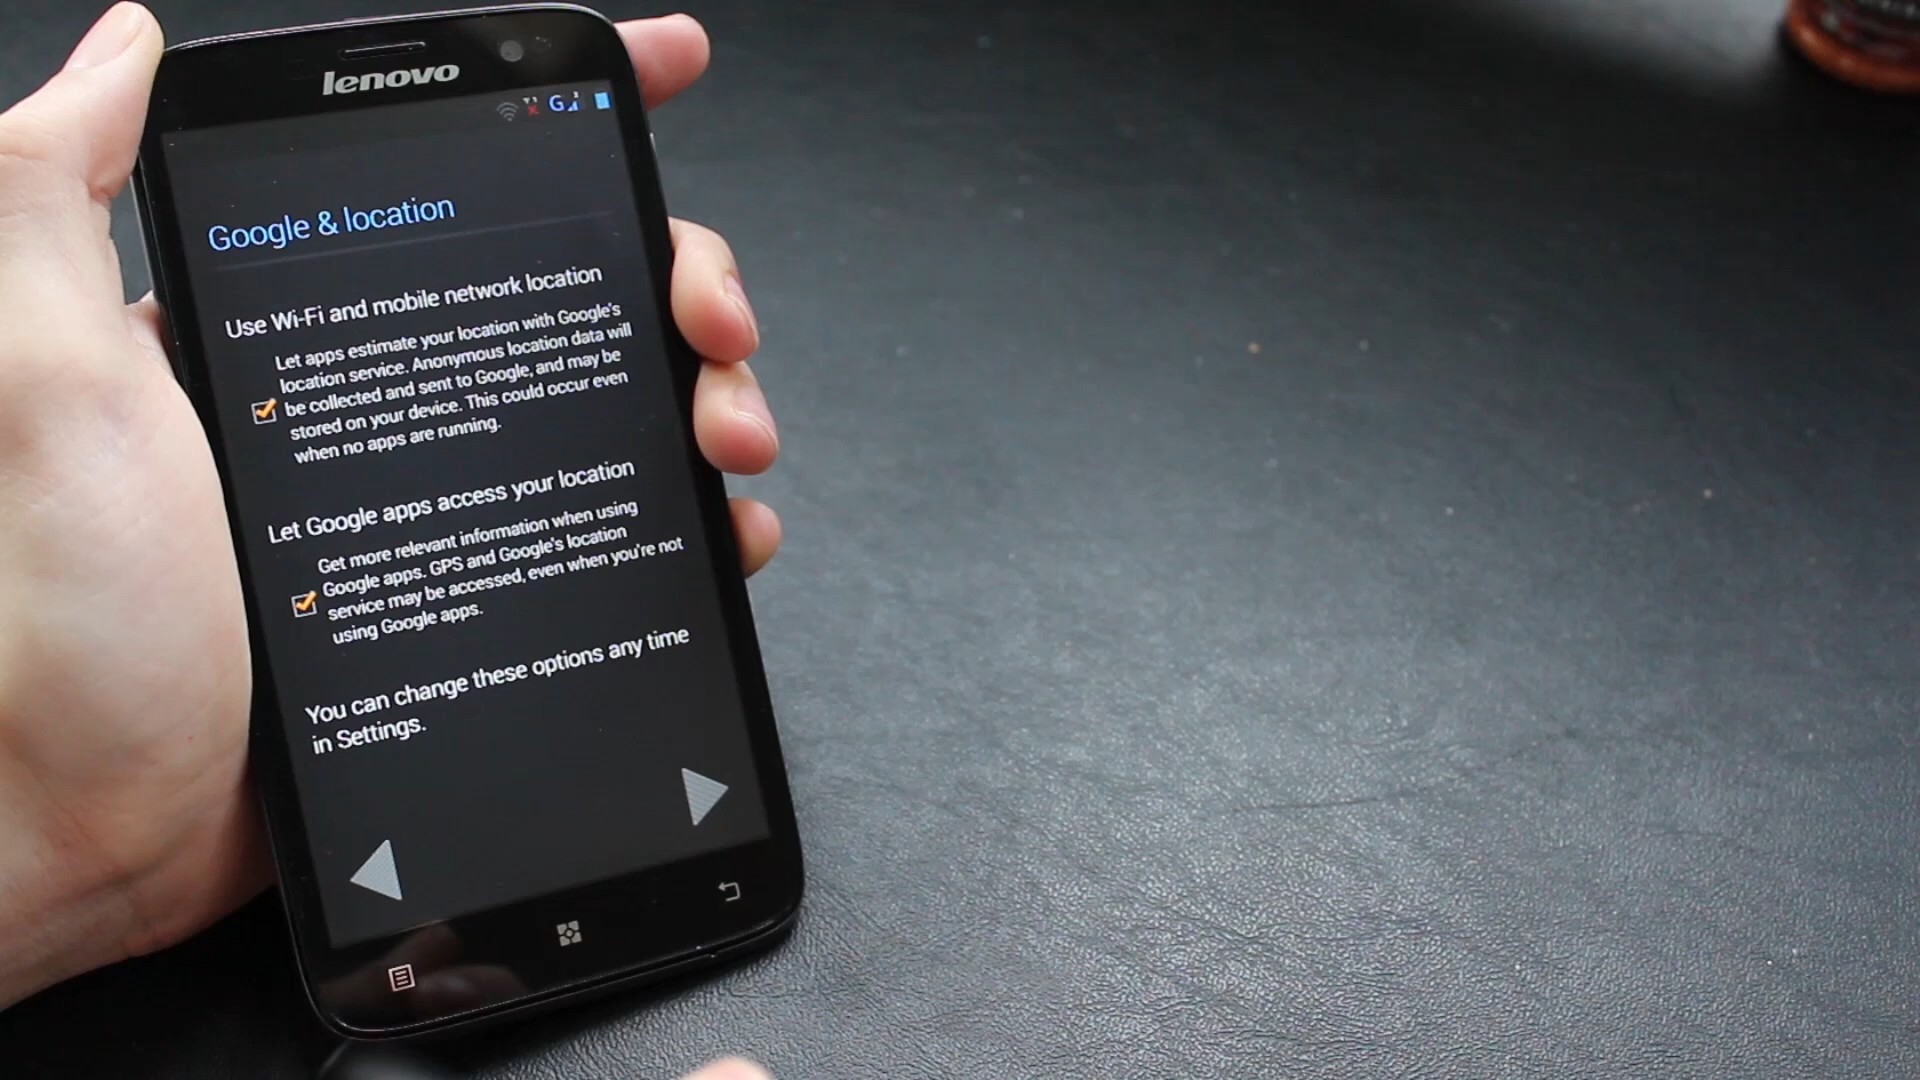 lenovo
G
Google & location
Use Wi-Fi and mobile network location
Let apps estimate your location with Google's
location service. Anonymous location data will
be collected and sent to Google, and may be
stored on your device. This could occur even
when no apps are running.
Let Google apps access your location
Get more relevant information when using
Google apps. GPS and Google's location
service may be accessed, even when you're not
using Google apps.
You can change these options any time
in Settings.